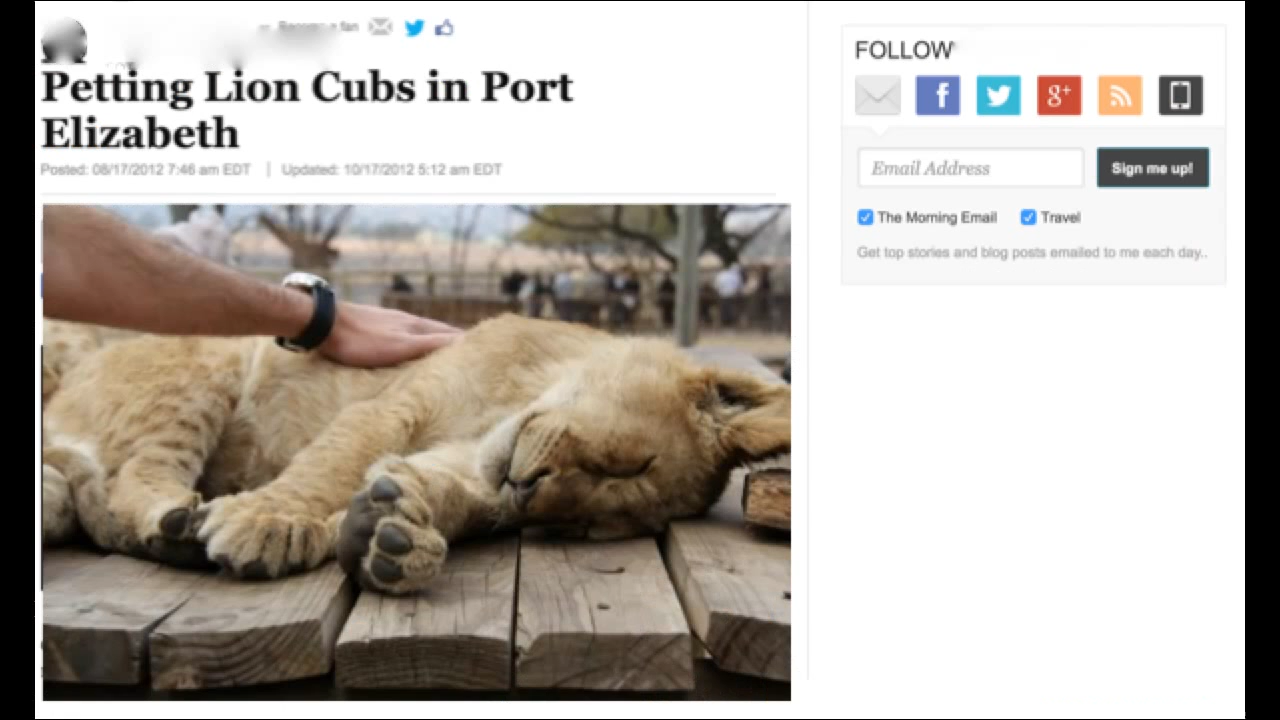 Become a fan
Petting Lion Cubs in Port
Elizabeth
Posted: 08/17/2012 7:46 am EDT | Updated: 10/17/2012 5:12 am EDT
FOLLOW
f
g+
Email Address
Sign me up!
The Morning Email
Travel
Get top stories and blog posts emailed to me each day..